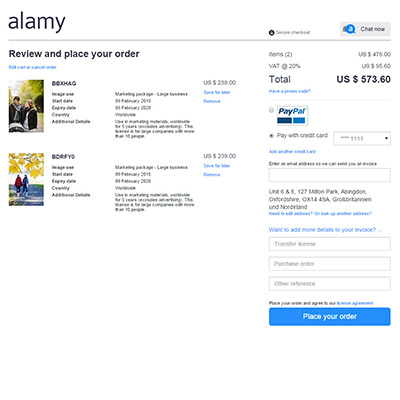 alamy
Secure checkout
Chat now
Review and place your order
Edit cart or cancel order
BBXHAG
US $ 239.00
Image use Marketing package - Large business
Save for later
Start date 09 February 2015
Remove
Expiry date 09 February 2020
Country Worldwide
Additional Details Use in marketing materials, worldwide
for 5 years (excludes advertising). This
license is for large companies with more
than 10 people.
BDRFY0
US $ 239.00
Image use Marketing package - Large business
Save for later
Start date 09 February 2015
Remove
Expiry date 09 February 2020
Country Worldwide
Additional Details Use in marketing materials, worldwide
for 5 years (excludes advertising). This
license is for large companies with more
than 10 people.
Items (2) US $ 478.00
VAT @ 20% US $ 95.60
Total US $ 573.60
Have a promo code?
PayPal
Pay with credit card **** 1111
Add another credit card
Enter an email address so we can send you an invoice
Unit 6 & 8, 127 Milton Park, Abingdon,
Oxfordshire, OX14 4SA, Großbritannien
und Nordirland
Need to edit address? Or look up another address?
Want to add more details to your invoice? ...
Transfer license
Purchase order
Other reference
Place your order and agree to our license agreement
Place your order